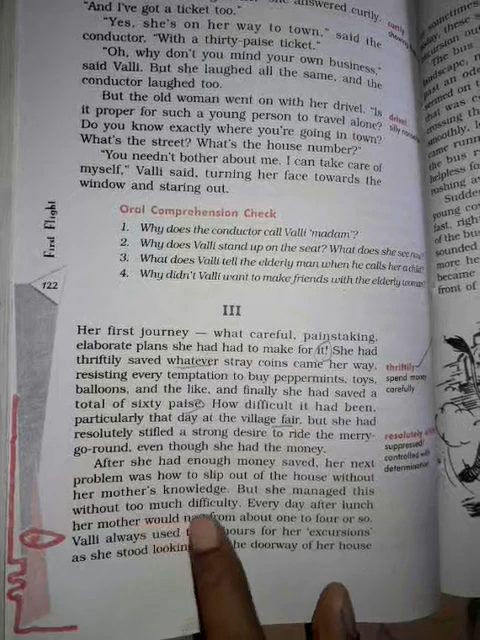 answered curtly.
"And I've got a ticket too."
"Yes, she's on her way to town," said the
conductor. "With a thirty-paise ticket."
"Oh, why don't you mind your own business,"
said Valli. But she laughed all the same, and the
conductor laughed too.
But the old woman went on with her drivel. "Is
it proper for such a young person to travel alone?
Do you know exactly where you're going in town?
What's the street? What's the house number?"
"You needn't bother about me. I can take care of
myself," Valli said, turning her face towards the
window and staring out.
curtly
drivel
silly
Oral Comprehension Check
1. Why does the conductor call Valli 'madam'?
2. Why does Valli stand up on the seat? What does she see now?
3. What does Valli tell the elderly man when he calls her a child?
4. Why didn't Valli want to make friends with the elderly woman?
First Flight
122
III
Her first journey — what careful, painstaking,
elaborate plans she had had to make for it! She had
thriftily saved whatever stray coins came her way,
resisting every temptation to buy peppermints, toys,
balloons, and the like, and finally she had saved a
total of sixty paise. How difficult it had been,
particularly that day at the village fair, but she had
resolutely stifled a strong desire to ride the merry-
go-round, even though she had the money.
After she had enough money saved, her next
problem was how to slip out of the house without
her mother's knowledge. But she managed this
without too much difficulty. Every day after lunch
her mother would from about one to four or so.
Valli always used hours for her 'excursions'
as she stood he doorway of her house
thriftily
spend money
carefully
resolutely
suppressed/
controlled with
determination